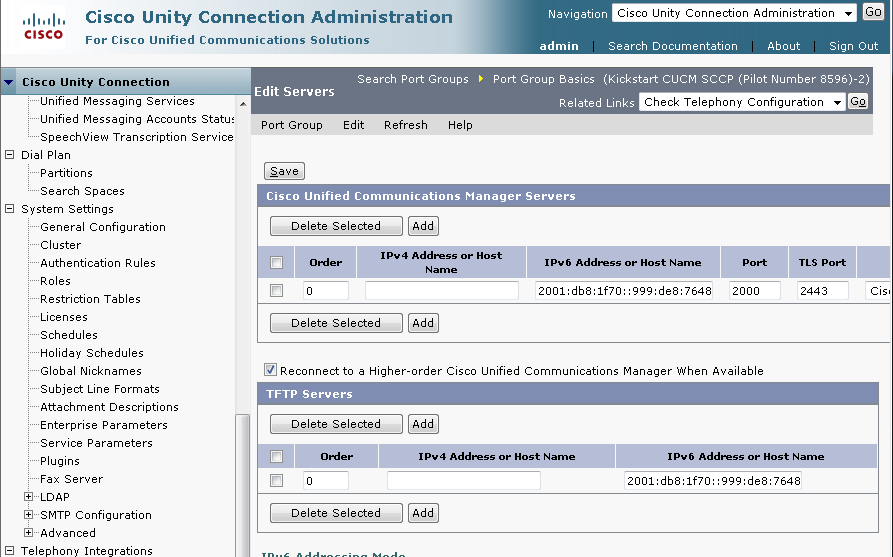 Cisco Unity Connection Administration
For Cisco Unified Communications Solutions
CISCO
Navigation Cisco Unity Connection Administration Go
admin | Search Documentation | About | Sign Out
Cisco Unity Connection
Unified Messaging Services
Unified Messaging Accounts Status
SpeechView Transcription Service
Dial Plan
Partitions
Search Spaces
System Settings
General Configuration
Cluster
Authentication Rules
Roles
Restriction Tables
Licenses
Schedules
Holiday Schedules
Global Nicknames
Subject Line Formats
Attachment Descriptions
Enterprise Parameters
Service Parameters
Plugins
Fax Server
LDAP
SMTP Configuration
Advanced
Telephony Integrations
Edit Servers
Search Port Groups Port Group Basics (Kickstart CUCM SCCP (Pilot Number 8596)-2)
Related Links Check Telephony Configuration Go
Port Group Edit Refresh Help
Save
Cisco Unified Communications Manager Servers
Delete Selected Add
Order IPv4 Address or Host Name IPv6 Address or Host Name Port TLS Port
0 2001:db8:1f70::999:de8:7648 2000 2443 Cis
Delete Selected Add
Reconnect to a Higher-order Cisco Unified Communications Manager When Available
TFTP Servers
Delete Selected Add
Order IPv4 Address or Host Name IPv6 Address or Host Name
0 2001:db8:1f70::999:de8:7648
Delete Selected Add
IPv6 Addressing Mode